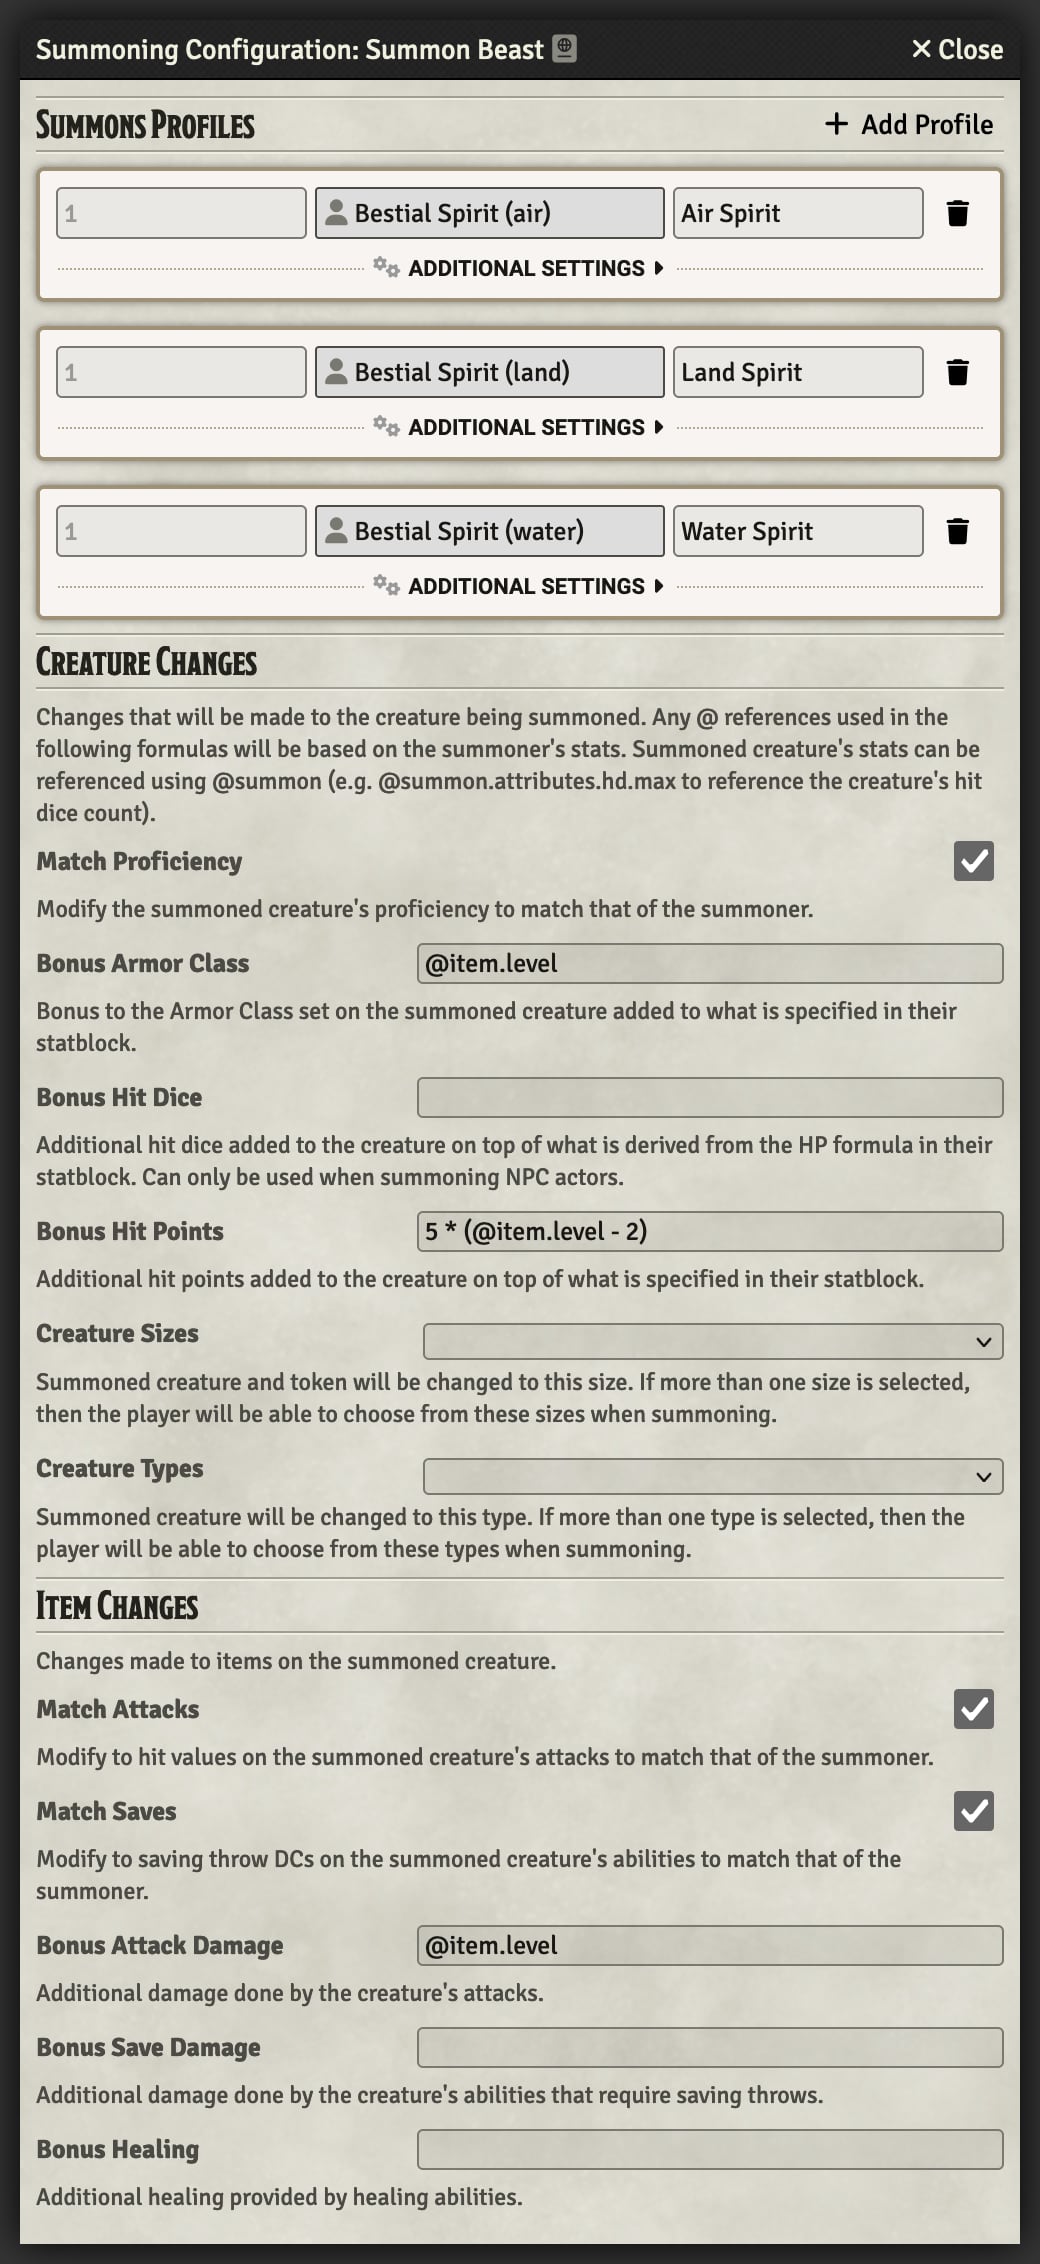 Summoning Configuration: Summon Beast
Close
Summons Profiles
Add Profile
1
Bestial Spirit (air)
Air Spirit
ADDITIONAL SETTINGS
1
Bestial Spirit (land)
Land Spirit
ADDITIONAL SETTINGS
1
Bestial Spirit (water)
Water Spirit
ADDITIONAL SETTINGS
Creature Changes
Changes that will be made to the creature being summoned. Any @ references used in the
following formulas will be based on the summoner's stats. Summoned creature's stats can be
referenced using @summon (e.g. @summon.attributes.hd.max to reference the creature's hit
dice count).
Match Proficiency
Modify the summoned creature's proficiency to match that of the summoner.
Bonus Armor Class
@item.level
Bonus to the Armor Class set on the summoned creature added to what is specified in their
statblock.
Bonus Hit Dice
Additional hit dice added to the creature on top of what is derived from the HP formula in their
statblock. Can only be used when summoning NPC actors.
Bonus Hit Points
5 * (@item.level - 2)
Additional hit points added to the creature on top of what is specified in their statblock.
Creature Sizes
Summoned creature and token will be changed to this size. If more than one size is selected,
then the player will be able to choose from these sizes when summoning.
Creature Types
Summoned creature will be changed to this type. If more than one type is selected, then the
player will be able to choose from these types when summoning.
Item Changes
Changes made to items on the summoned creature.
Match Attacks
Modify to hit values on the summoned creature's attacks to match that of the summoner.
Match Saves
Modify to saving throw DCs on the summoned creature's abilities to match that of the
summoner.
Bonus Attack Damage
@item.level
Additional damage done by the creature's attacks.
Bonus Save Damage
Additional damage done by the creature's abilities that require saving throws.
Bonus Healing
Additional healing provided by healing abilities.